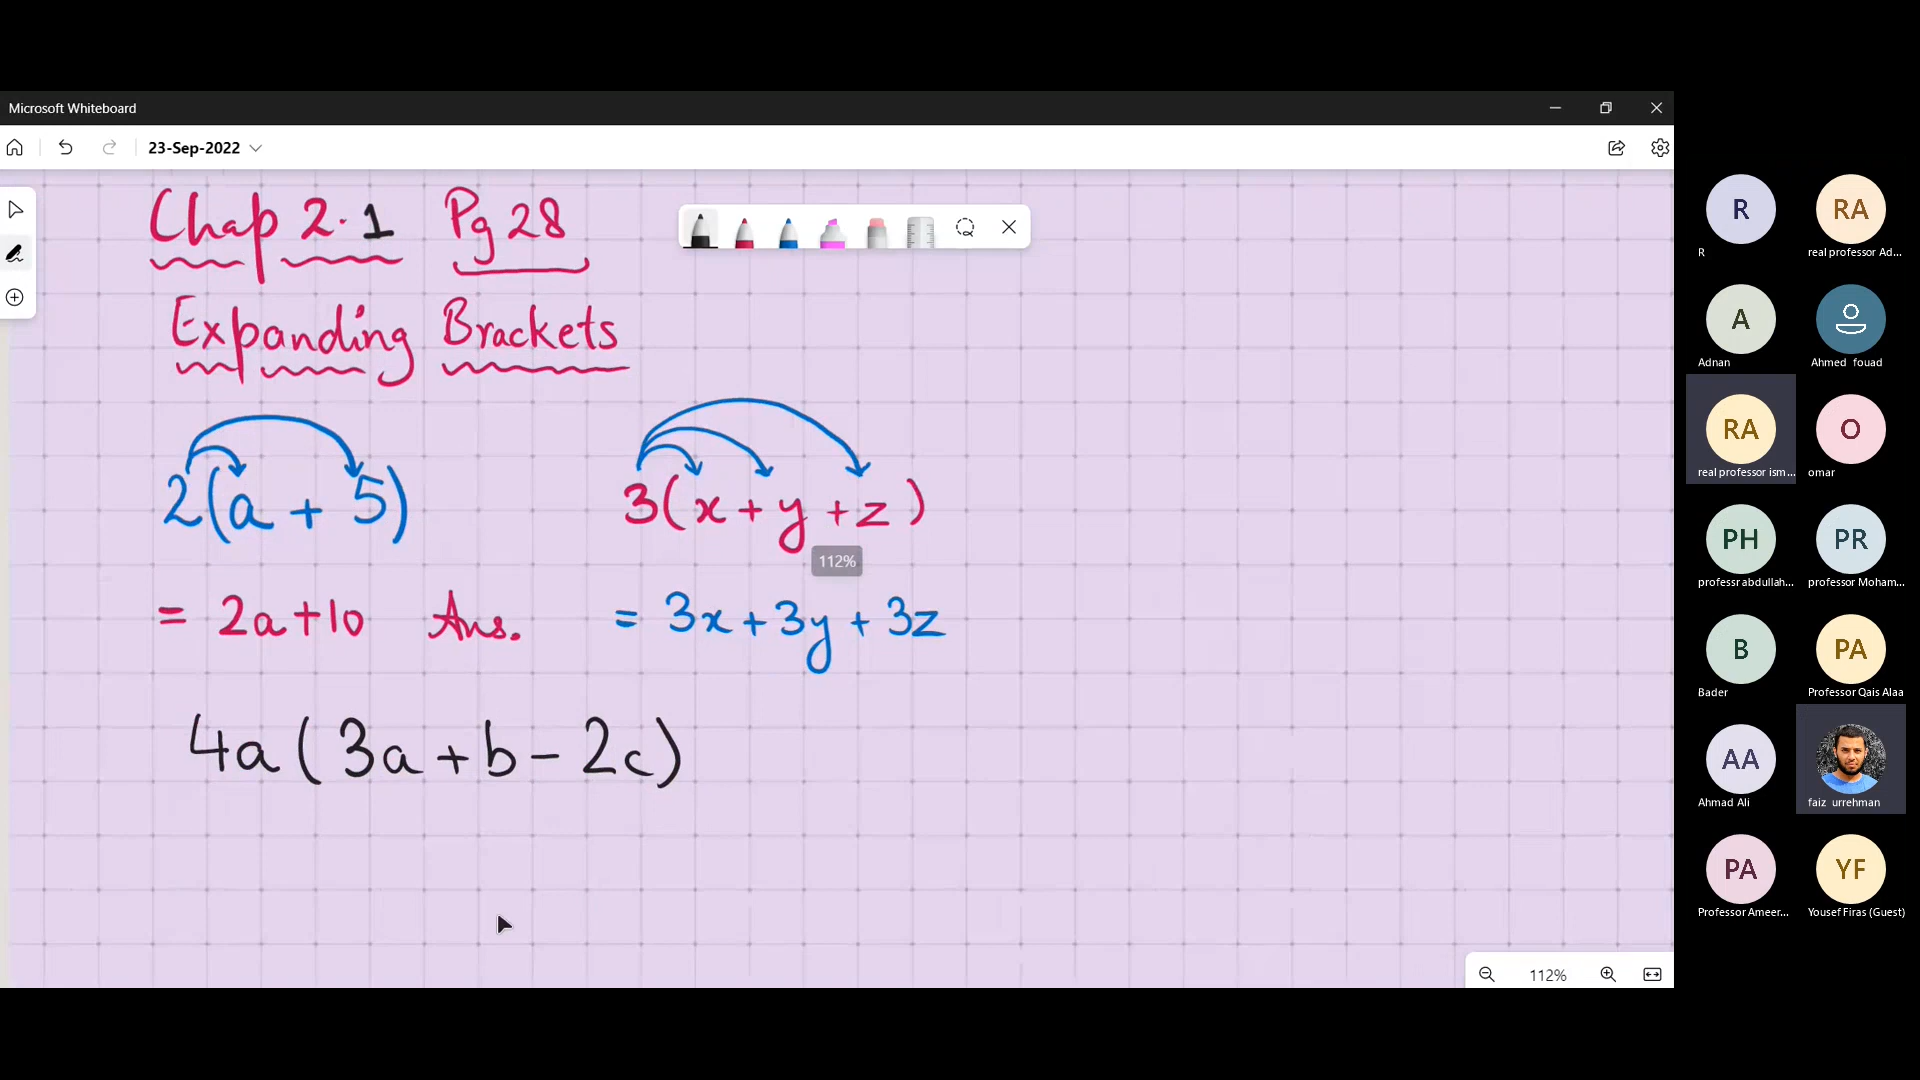 Microsoft Whiteboard
23-Sep-2022
Chap 2.1 Pg 28
Expanding Brackets
2(a + 5)
3(x + y + z)
112%
= 2a+10 Ans.
= 3x + 3y + 3z
4a(3a + b - 2c)
112%
R RA
R real professor Ad...
A
Adnan Ahmed fouad
RA O
real professor ism... omar
PH PR
professr abdullah... professor Moham...
B PA
Bader Professor Qais Alaa
AA
Ahmad Ali faiz urrehman
PA YF
Professor Ameer... Yousef Firas (Guest)